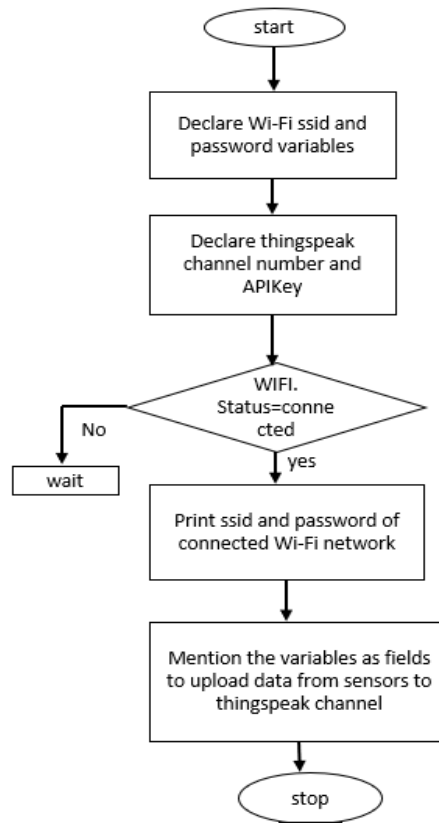 start
Declare Wi-Fi ssid and
password variables
Declare thingspeak
channel number and
APIKey
WIFI.
Status=conne
cted
No
yes
wait
Print ssid and password of
connected Wi-Fi network
Mention the variables as fields
to upload data from sensors to
thingspeak channel
stop